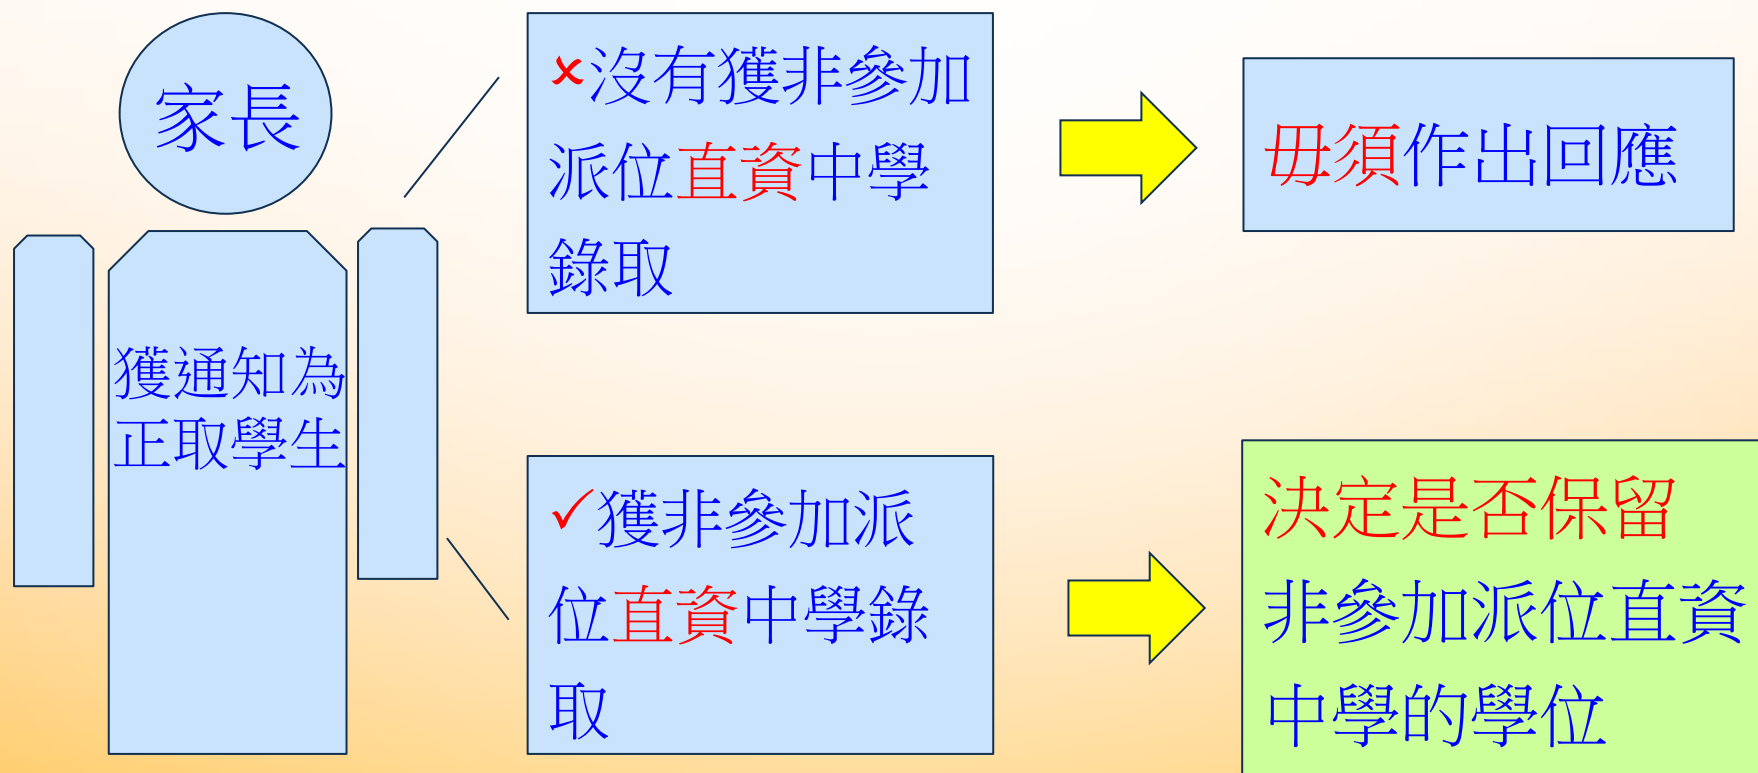 家長
獲通知為
正取學生
×沒有獲非參加
派位直資中學
錄取
毋須作出回應
✓獲非參加派
位直資中學錄
取
決定是否保留
非參加派位直資
中學的學位